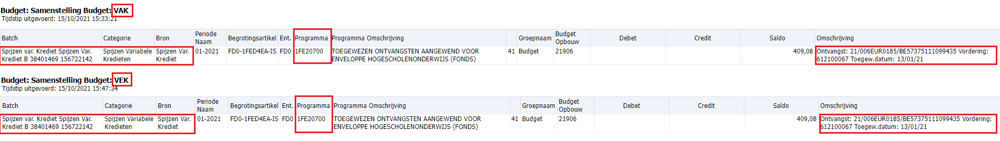 Budget: Samenstelling Budget: VAK
Tijdstip uitgevoerd: 15/10/2021 15:33:21
Batch Categorie Bron Periode Naam Begrotingsartikel Ent. Programma Programma Omschrijving Groepnaam Budget Opbouw Debet Credit Saldo Omschrijving
Spijzen var. Krediet Spijzen Var. Spijzen Variabele Spijzen Var. 01-2021 FD0-1FED4EA-IS FD0 1FE20700 TOEGEWEZEN ONTVANGSTEN AANGEWEND VOOR 41 Budget 21906 409,08 Ontvangst: 21/006EUR0185/BE57375111099435 Vordering:
Krediet B 38401469 156722142 Kredieten Krediet ENVELOPPE HOGESCHOLENONDERWIJS (FONDS) 612100067 Toegew.datum: 13/01/21
Budget: Samenstelling Budget: VEK
Tijdstip uitgevoerd: 15/10/2021 15:47:34
Batch Categorie Bron Periode Naam Begrotingsartikel Ent. Programma Programma Omschrijving Groepnaam Budget Opbouw Debet Credit Saldo Omschrijving
Spijzen var. Krediet Spijzen Var. Spijzen Variabele Spijzen Var. 01-2021 FD0-1FED4EA-IS FD0 1FE20700 TOEGEWEZEN ONTVANGSTEN AANGEWEND VOOR 41 Budget 21906 409,08 Ontvangst: 21/006EUR0185/BE57375111099435 Vordering:
Krediet B 38401469 156722142 Kredieten Krediet ENVELOPPE HOGESCHOLENONDERWIJS (FONDS) 612100067 Toegew.datum: 13/01/21